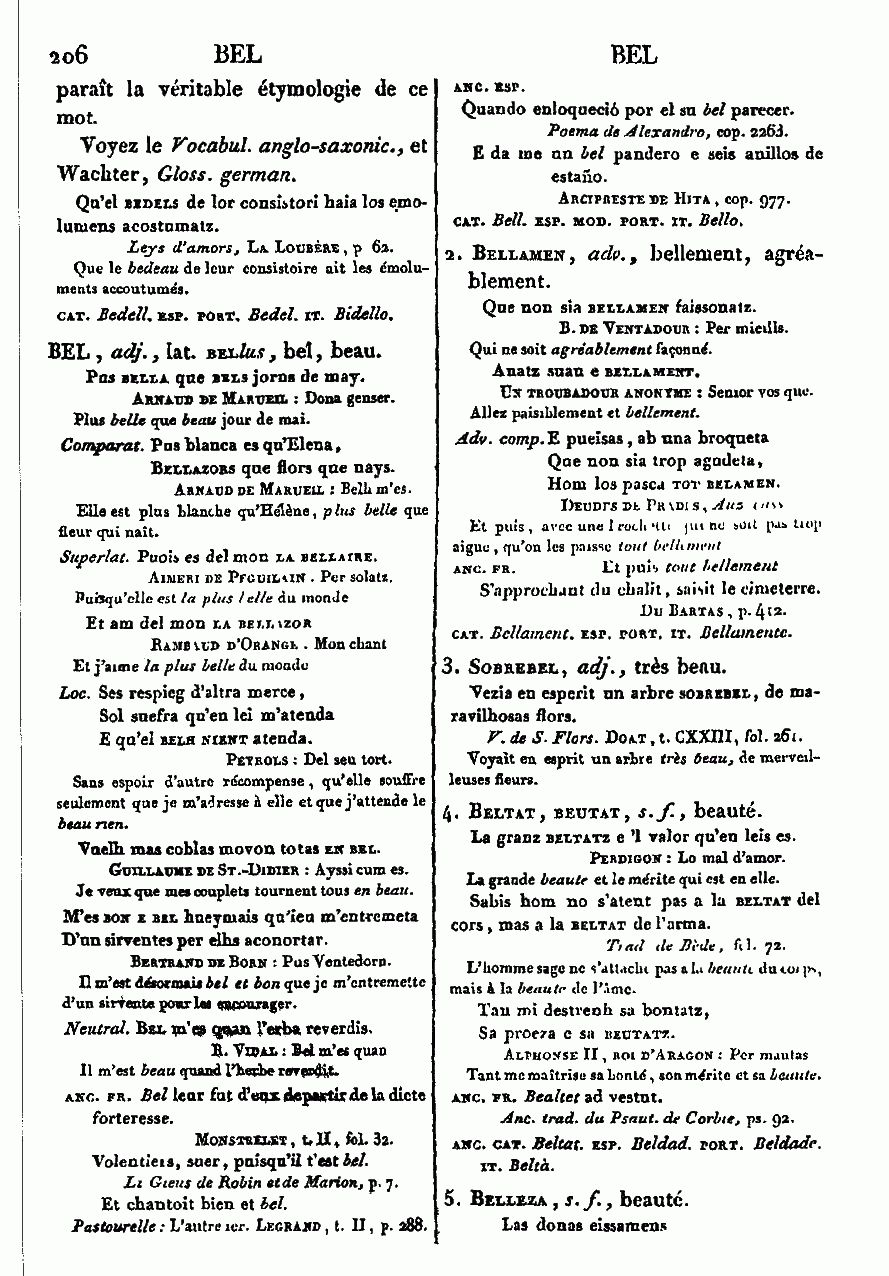 206 BEL BEL
paraît la véritable étymologie de ce
mot.
Voyez le Vocabul. anglo-saxonic., et
Wachter, Gloss. german.
Qu'el BEDELS de lor consistori haia los emo-
lumens acostumatz.
Leys d'amors, LA LOUBÈRE, p 62.
Que le bedeau de leur consistoire ait les émolu-
ments accoutumés.
CAT. Bedell. ESP. PORT. Bedel. IT. Bidello.
BEL, adj., lat. BELlus, bel, beau.
Pus BELLA que BELS jorns de may.
ARNAUD DE MARUEIL : Dona genser.
Plus belle que beau jour de mai.
Comparat. Pus blanca es qu'Elena,
BELLAZORS que flors que nays.
ARNAUD DE MARUEIL : Belh m'es.
Elle est plus blanche qu'Hélène, plus belle que
fleur qui naît.
Superlat. Puois es del mon LA BELLAIRE.
AIMERI DE PEGUILAIN. Per solatz.
Puisqu'elle est la plus belle du monde
Et am del mon LA BELLAZOR
RAMBAUD D'ORANGE. Mon chant
Et j'aime la plus belle du monde
Loc. Ses respieg d'altra merce,
Sol suefra qu'en lei m'atenda
E qu'el BELH NIENT atenda.
PEYROLS : Del seu tort.
Sans espoir d'autre récompense, qu'elle souffre
seulement que je m'adresse à elle et que j'attende le
beau rien.
Vuelh mas coblas movon totas EN BEL.
GUILLAUME DE ST.-DIDIER : Ayssi cum es.
Je veux que mes couplets tournent tous en beau.
M'es BON E BEL hueymais qu'ieu m'entremeta
D'un sirventes per elhs aconortar.
BERTRAND DE BORN : Pus Ventedorn.
Il m'est désormais bel et bon que je m'entremette
d'un sirvente pour les encourager.
Neutral. BEL m'es quan l'erba reverdis.
R. VIDAL : Bel m'es quan
Il m'est beau quand l'herbe reverdit.
ANC. FR. Bel leur fut d'eux departir de la dicte
forteresse.
MONSTRELET, t. II, fol. 32.
Volentiers, suer, puisqu'il t'est bel.
Li Gieus de Robin et de Marion, p. 7.
Et chantoit bien et bel.
Pastourelle : L'autre ier. LEGRAND, t. II, p. 288.
ANC. ESP.
Quando enloqueció por el su bel parecer.
Poema de Alexandro, cop. 2263.
E da me un bel pandero e seis anillos de
estaño.
ARCIPRESTE DE HITA, cop. 977.
CAT. Bell. ESP. MOD. PORT. IT. Bello.
2. BELLAMEN, adv., bellement, agréa-
blement.
Que non sia BELLAMEN faissonatz.
B. DE VENTADOUR : Per mieills.
Qui ne soit agréablement façonné.
Anatz suau e BELLAMENT.
UN TROUBADOUR ANONYME : Senior vos que.
Allez paisiblement et bellement.
Adv. comp. E pueisas, ab una broqueta
Que non sia trop agudeta,
Hom los pasca TOT BELAMEN.
DEUDES DE PRADES, Aus cass
Et puis, avec une brochette qui ne soit pas trop
aigue, qu'on les paisse tout bellement
ANC. FR. Et puis tout bellement
S'approchant du chalit, saisit le cimeterre.
DU BARTAS, p. 412.
CAT. Bellament. ESP. PORT. IT. Bellamente.
3. SOBREBEL, adj., très beau.
Vezia en esperit un arbre SOBREBEL, de ma-
ravilhosas flors.
V. de S. Flors. DOAT, t. CXXIII, fol. 261.
Voyait en esprit un arbre très beau, de merveil-
leuses fleurs.
4. BELTAT, BEUTAT, s. f., beauté.
La granz BELTATZ e 'l valor qu'en leis es.
PERDIGON : Lo mal d'amor.
La grande beaute et le mérite qui est en elle.
Sabis hom no s'atent pas a la BELTAT del
cors, mas a la BELTAT de l'arma.
Trad de Bède, fol. 72.
L'homme sage ne s'attache pas a la beauté du corps,
mais à la beaute de l'âme.
Tan mi destrenh sa bontatz,
Sa proeza e sa BEUTATZ.
ALPHONSE II, ROI D'ARAGON : Per mantas
Tant me maîtrise sa bonté, son mérite et sa beaute.
ANC. FR. Bealtet ad vestut.
Anc. trad. du Psaut. de Corbie, ps. 92.
ANC. CAT. Beltat. ESP. Beldad. PORT. Beldade.
IT. Beltà.
5. BELLEZA, s. f., beauté.
Las donas eissamens